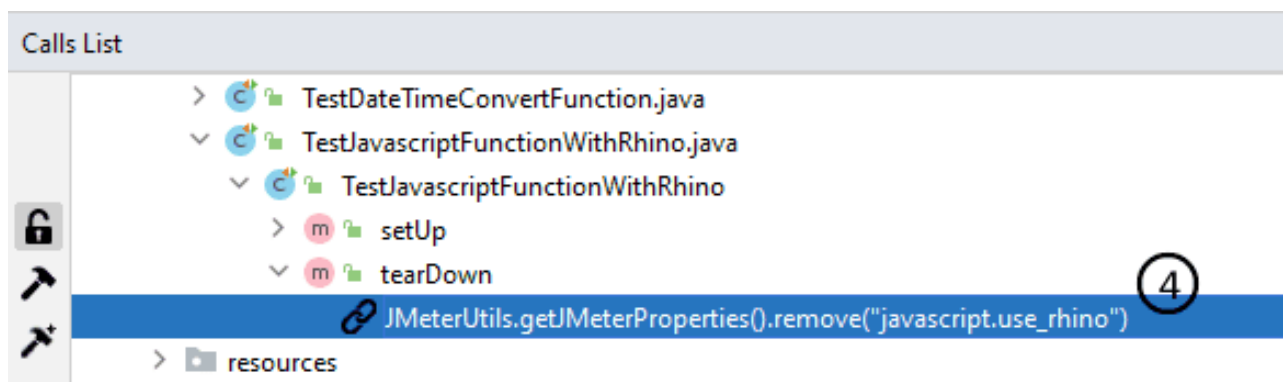 Calls List
TestDateTimeConvertFunction.java
TestJavascriptFunctionWithRhino.java
TestJavascriptFunctionWithRhino
setUp
tearDown
4
JMeterUtils.getJMeterProperties().remove("javascript.use_rhino")
resources